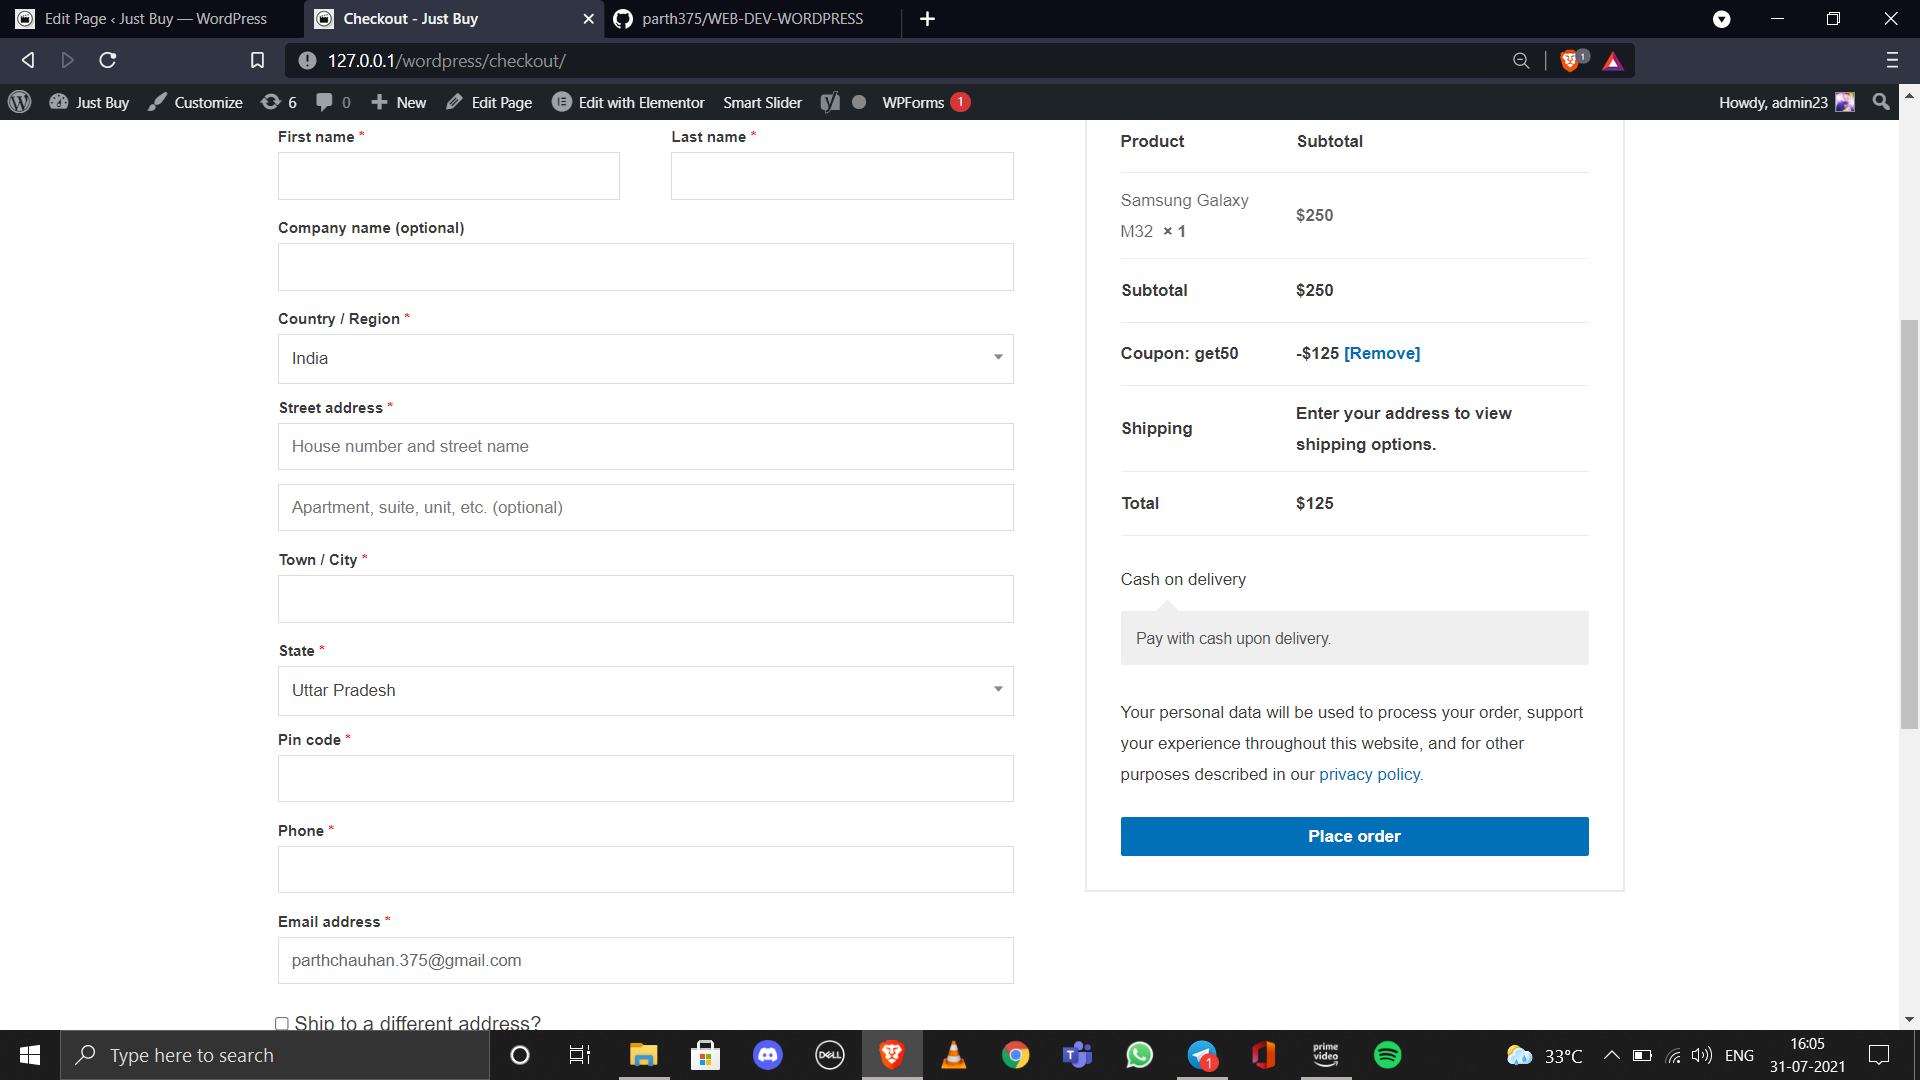 Edit Page ‹ Just Buy — WordPress
Checkout - Just Buy
parth375/WEB-DEV-WORDPRESS
127.0.0.1/wordpress/checkout/
1
Just Buy
Customize
6
0
New
Edit Page
Edit with Elementor
Smart Slider
WPForms 1
Howdy, admin23
First name *
Last name *
Company name (optional)
Country / Region *
India
Street address *
House number and street name
Apartment, suite, unit, etc. (optional)
Town / City *
State *
Uttar Pradesh
Pin code *
Phone *
Email address *
parthchauhan.375@gmail.com
Ship to a different address?
Product Subtotal
Samsung Galaxy
M32 × 1
$250
Subtotal $250
Coupon: get50 -$125 [Remove]
Shipping
Enter your address to view
shipping options.
Total $125
Cash on delivery
Pay with cash upon delivery.
Your personal data will be used to process your order, support
your experience throughout this website, and for other
purposes described in our privacy policy.
Place order
Type here to search
DELL
1
prime
video
33°C
ENG
16:05
31-07-2021